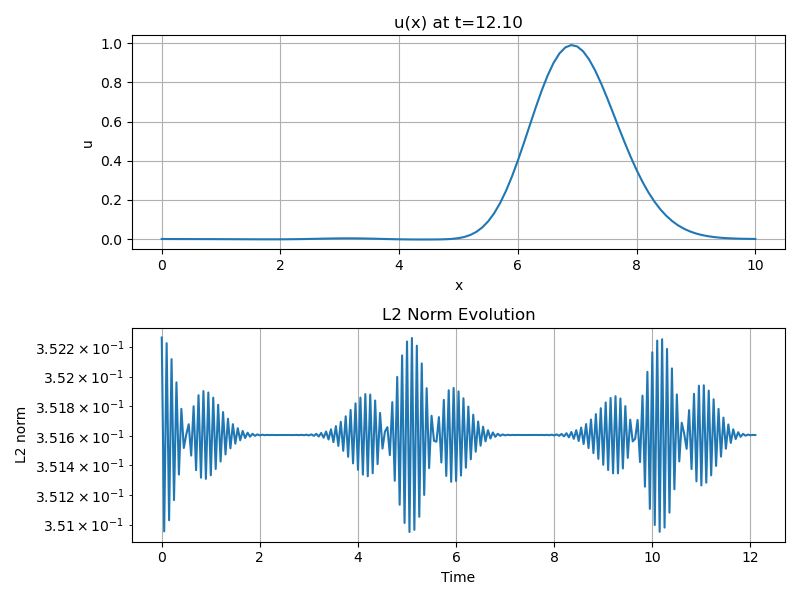 u(x) at t=12.10
1.0
0.8
0.6
0.4
0.2
0.0
u
0 2 4 6 8 10
x
L2 Norm Evolution
3.522 × 10⁻¹
3.52 × 10⁻¹
3.518 × 10⁻¹
3.516 × 10⁻¹
3.514 × 10⁻¹
3.512 × 10⁻¹
3.51 × 10⁻¹
L2 norm
0 2 4 6 8 10 12
Time